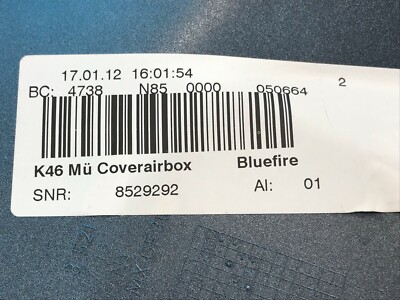 17.01.12 16:01:54
2
BC: 4738 N85 0000 050664
K46 Mü Coverairbox Bluefire
SNR: 8529292 AI: 01